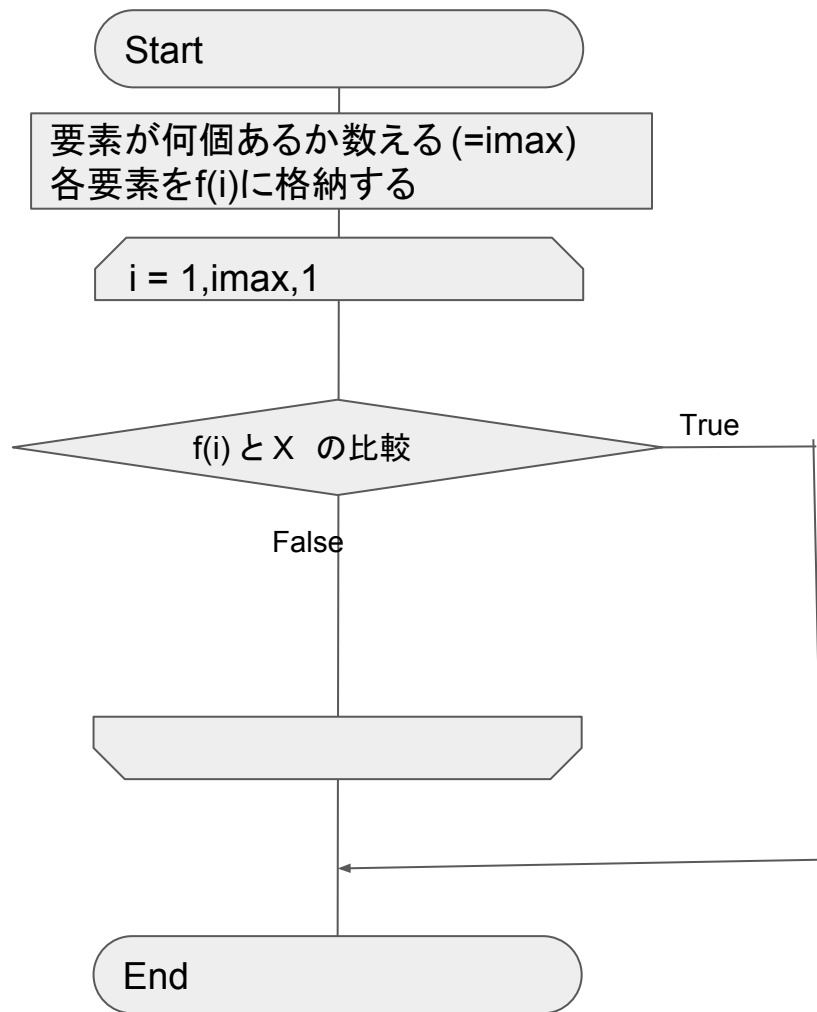 Start
要素が何個あるか数える (=imax)
各要素をf(i)に格納する
i = 1,imax,1
f(i) と X　の比較
True
False
End